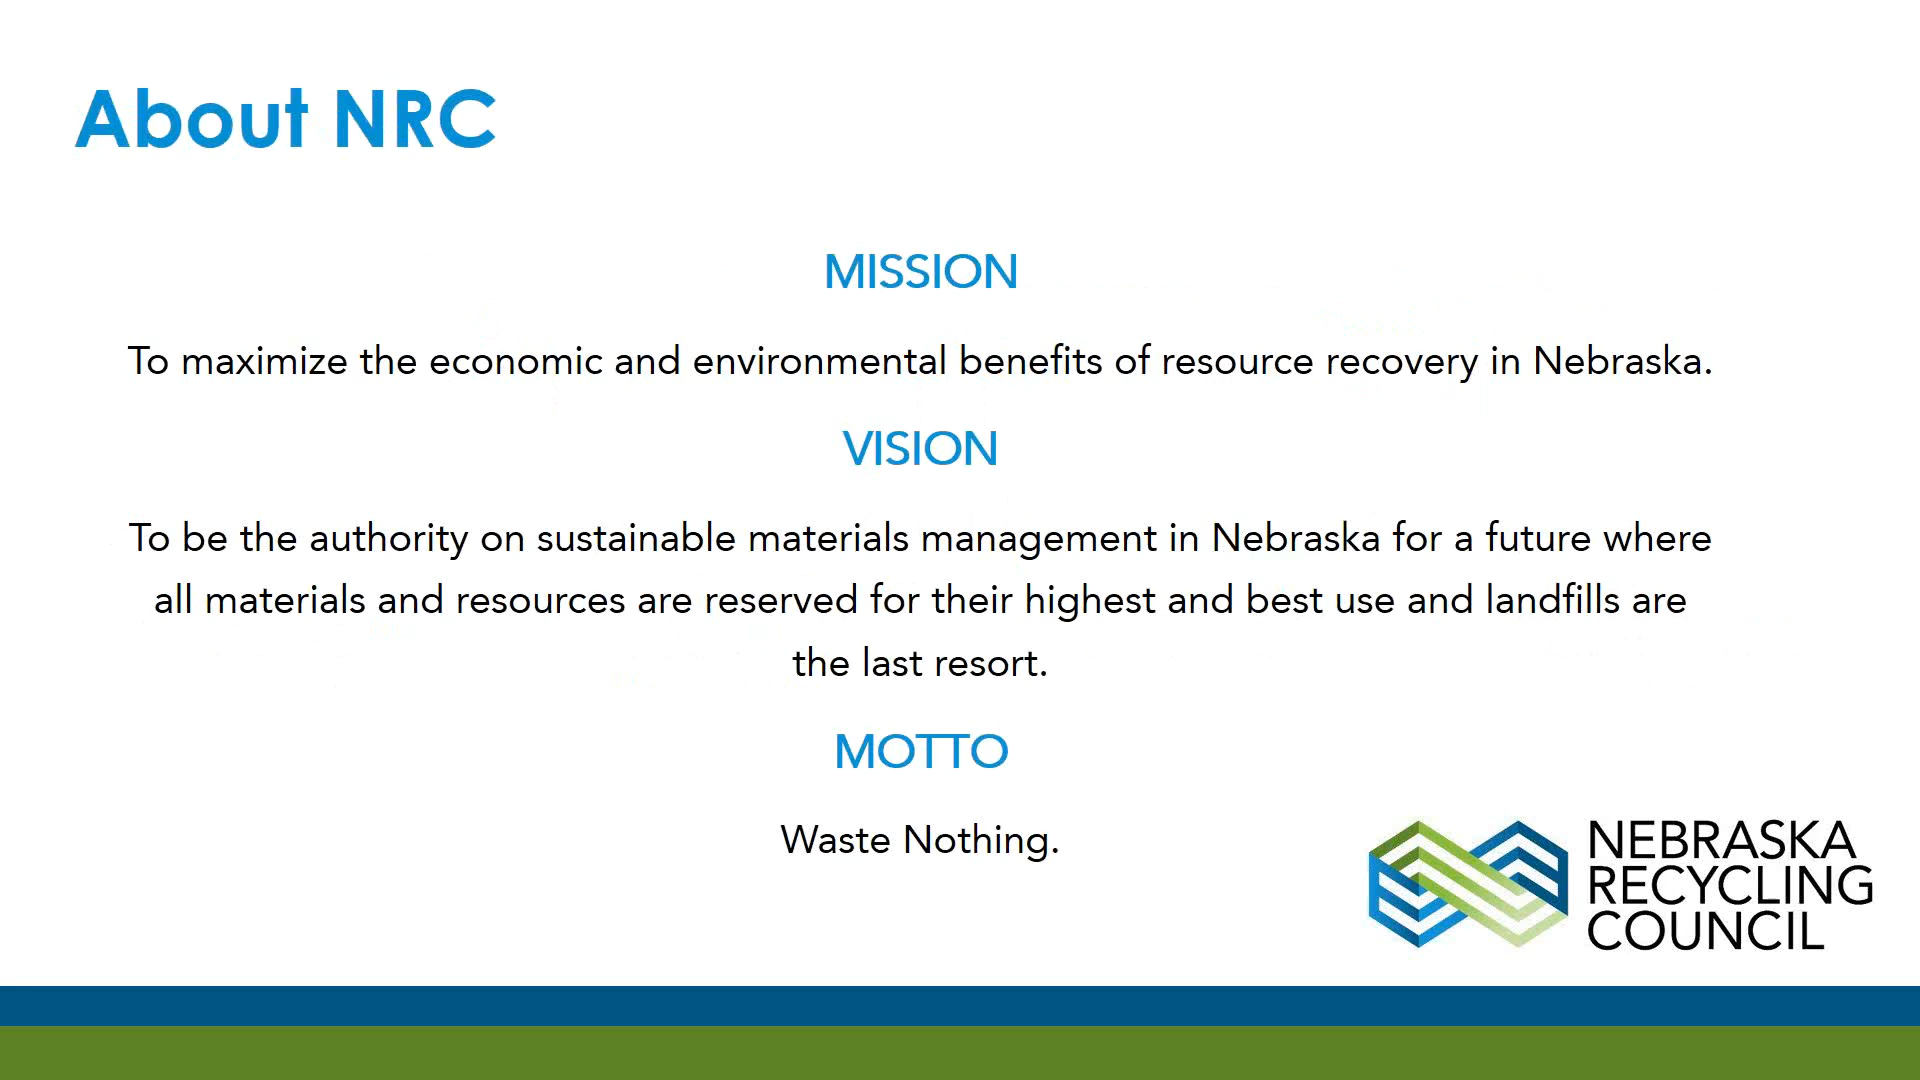 About NRC
MISSION
To maximize the economic and environmental benefits of resource recovery in Nebraska.
VISION
To be the authority on sustainable materials management in Nebraska for a future where
all materials and resources are reserved for their highest and best use and landfills are
the last resort.
MOTTO
Waste Nothing.
NEBRASKA
RECYCLING
COUNCIL